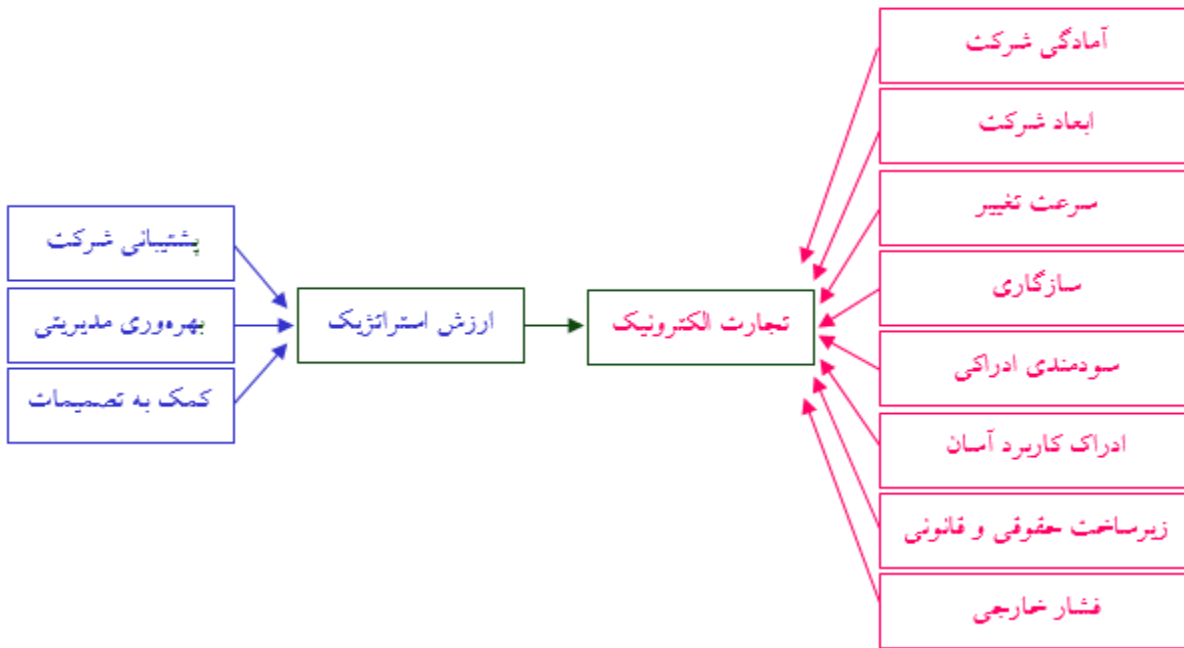 آمادگی شرکت
ابعاد شرکت
سرعت تغییر
سازگاری
سودمندی ادراکی
ادراک کاربرد آسان
زیرساخت حقوقی و قانونی
فشار خارجی
تجارت الکترونیک
ارزش استراتژیک
پشتیبانی شرکت
بهره‌وری مدیریتی
کمک به تصمیمات